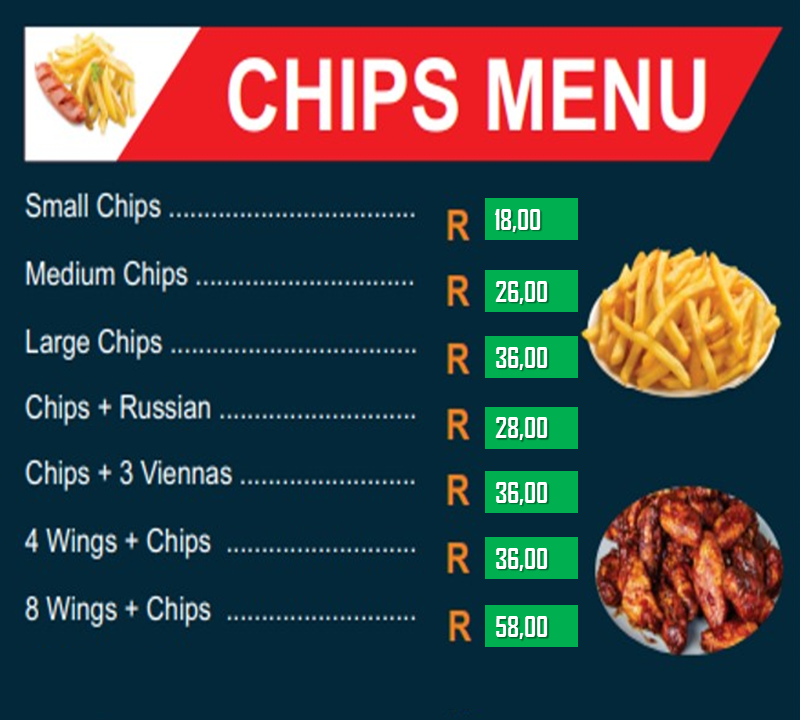 CHIPS MENU
Small Chips ................................... R 18,00
Medium Chips ............................... R 26,00
Large Chips ................................... R 36,00
Chips + Russian ............................ R 28,00
Chips + 3 Viennas ......................... R 36,00
4 Wings + Chips ........................... R 36,00
8 Wings + Chips ........................... R 58,00